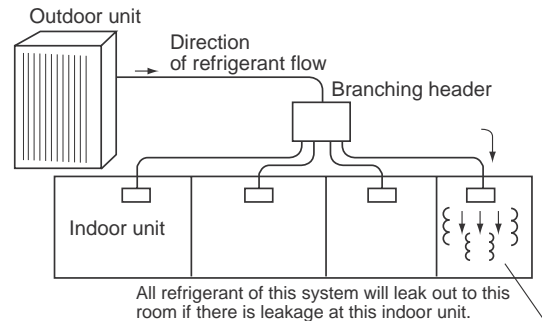 Outdoor unit
Direction
of refrigerant flow
Branching header
Indoor unit
All refrigerant of this system will leak out to this
room if there is leakage at this indoor unit.